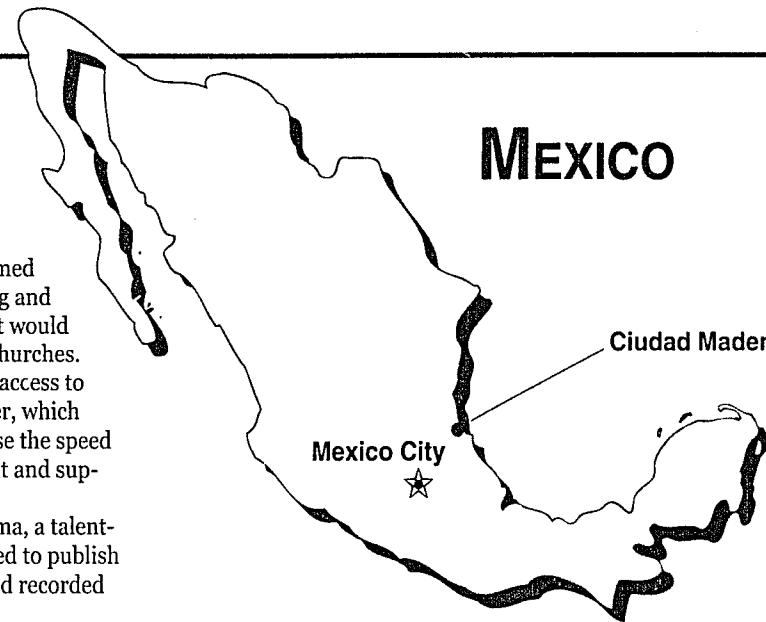 MEXICO
med
g and
t would
hurches.
access to
er, which
se the speed
t and sup-
ma, a talent-
ed to publish
d recorded
Ciudad Mader
Mexico City